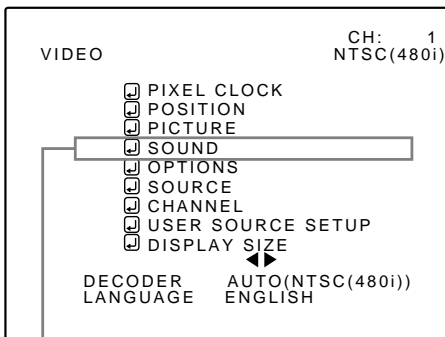 CH: 1
VIDEO NTSC(480i)
PIXEL CLOCK
POSITION
PICTURE
SOUND
OPTIONS
SOURCE
CHANNEL
USER SOURCE SETUP
DISPLAY SIZE
DECODER AUTO(NTSC(480i))
LANGUAGE ENGLISH